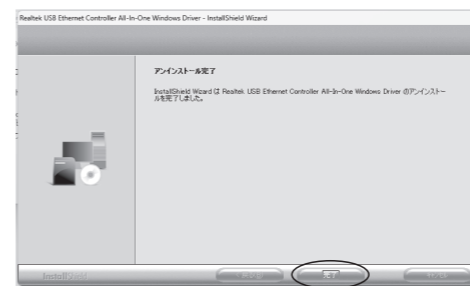 Realtek USB Ethernet Controller All-In-One Windows Driver - InstallShield Wizard
アンインストール完了
InstallShield Wizard は Realtek USB Ethernet Controller All-In-One Windows Driver のアンインストー
ルを完了しました。
InstallShield
完了